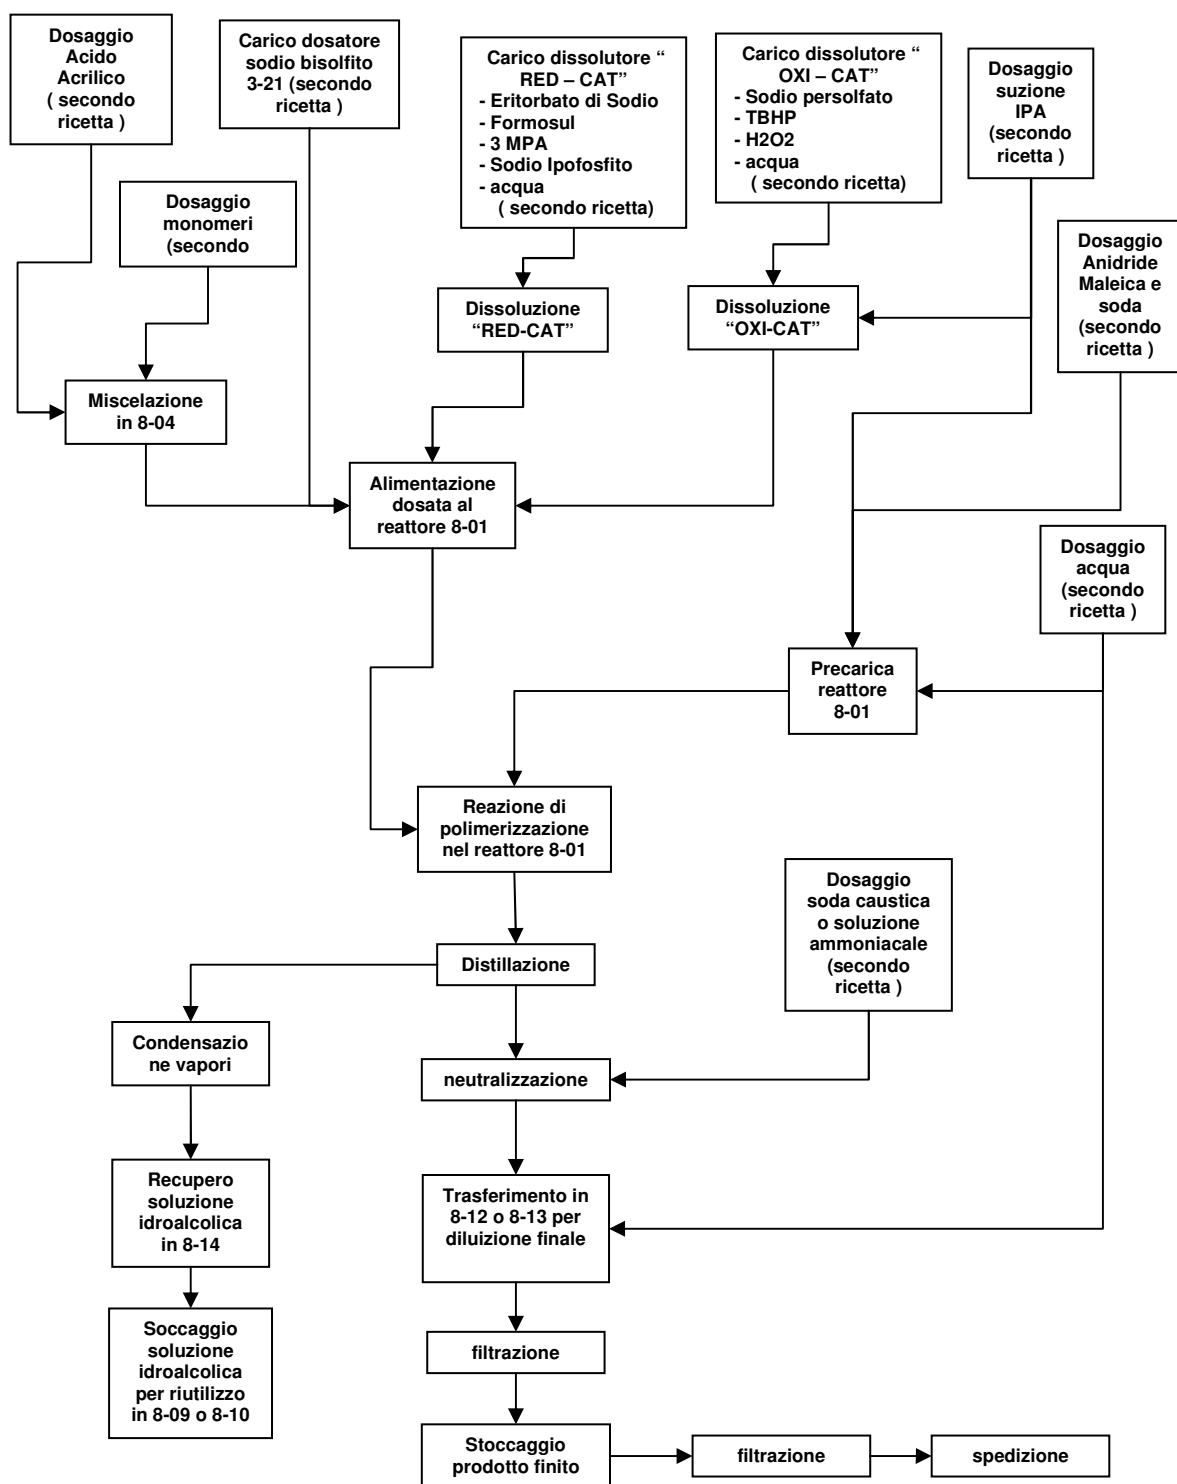 Dosaggio
Acido
Acrilico
( secondo
ricetta )
Carico dosatore
sodio bisolfito
3-21 (secondo
ricetta )
Carico dissolutore “
RED – CAT”
- Eritorbato di Sodio
- Formosul
- 3 MPA
- Sodio Ipofosfito
- acqua
( secondo ricetta)
Carico dissolutore “
OXI – CAT”
- Sodio persolfato
- TBHP
- H2O2
- acqua
( secondo ricetta)
Dosaggio
suzione
IPA
(secondo
ricetta )
Dosaggio
monomeri
(secondo
Dosaggio
Anidride
Maleica e
soda
(secondo
ricetta )
Dissoluzione
“RED-CAT”
Dissoluzione
“OXI-CAT”
Miscelazione
in 8-04
Alimentazione
dosata al
reattore 8-01
Dosaggio
acqua
(secondo
ricetta )
Precarica
reattore
8-01
Reazione di
polimerizzazione
nel reattore 8-01
Dosaggio
soda caustica
o soluzione
ammoniacale
(secondo
ricetta )
Distillazione
Condensazio
ne vapori
neutralizzazione
Recupero
soluzione
idroalcolica
in 8-14
Trasferimento in
8-12 o 8-13 per
diluizione finale
Soccaggio
soluzione
idroalcolica
per riutilizzo
in 8-09 o 8-10
filtrazione
Stoccaggio
prodotto finito
filtrazione
spedizione